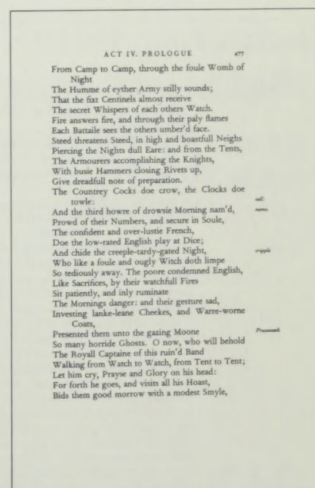 ACT IV. PROLOGUE 477
From Camp to Camp, through the foule Womb of
Night
The Humme of eyther Army stilly sounds;
That the fixt Centinels almost receive
The secret Whispers of each others Watch.
Fire answers fire, and through their paly flames
Each Battaile sees the others umber'd face.
Steed threatens Steed, in high and boastfull Neighs
Piercing the Nights dull Eare: and from the Tents,
The Armourers accomplishing the Knights,
With busie Hammers closing Rivets up,
Give dreadfull note of preparation.
The Countrey Cocks doe crow, the Clocks doe
towle:
And the third howre of drowsie Morning nam'd,
Prowd of their Numbers, and secure in Soule,
The confident and over-lustie French,
Doe the low-rated English play at Dice;
And chide the creeple-tardy-gated Night, cripple
Who like a foule and ougly Witch doth limpe
So tediously away. The poore condemned English,
Like Sacrifices, by their watchfull Fires
Sit patiently, and inly ruminate
The Mornings danger: and their gesture sad,
Investing lanke-leane Cheekes, and Warre-worne
Coats,
Presented them unto the gazing Moone
So many horride Ghosts. O now, who will behold
The Royall Captaine of this ruin'd Band
Walking from Watch to Watch, from Tent to Tent;
Let him cry, Prayse and Glory on his head:
For forth he goes, and visits all his Hoast,
Bids them good morrow with a modest Smyle,